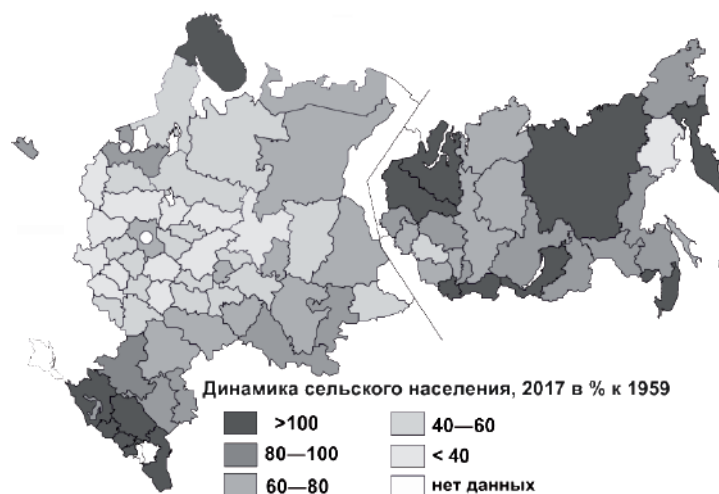 Динамика сельского населения, 2017 в % к 1959
>100
80—100
60—80
40—60
< 40
нет данных